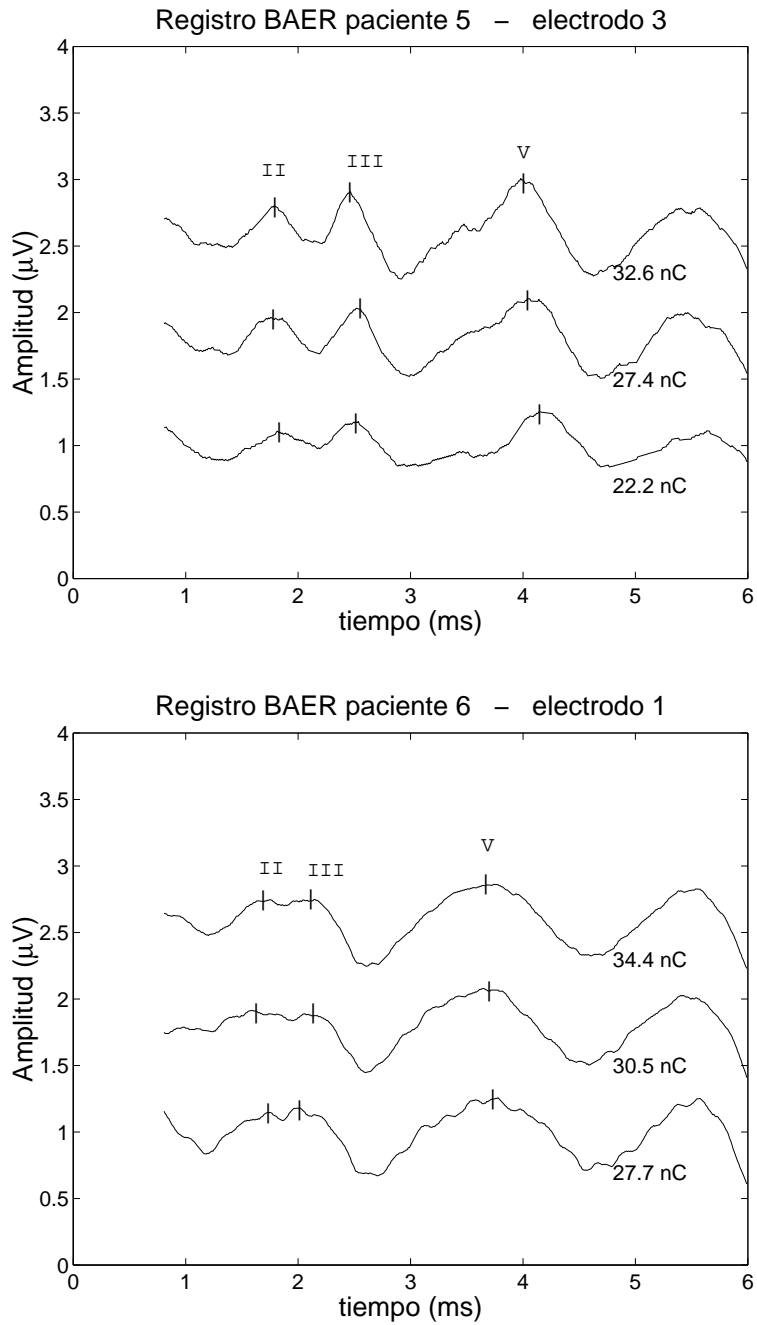 Registro BAER paciente 5 – electrodo 3
4
3.5
3
2.5
2
1.5
1
0.5
0
Amplitud (µV)
II III V
32.6 nC
27.4 nC
22.2 nC
0 1 2 3 4 5 6
tiempo (ms)
Registro BAER paciente 6 – electrodo 1
4
3.5
3
2.5
2
1.5
1
0.5
0
Amplitud (µV)
II III V
34.4 nC
30.5 nC
27.7 nC
0 1 2 3 4 5 6
tiempo (ms)